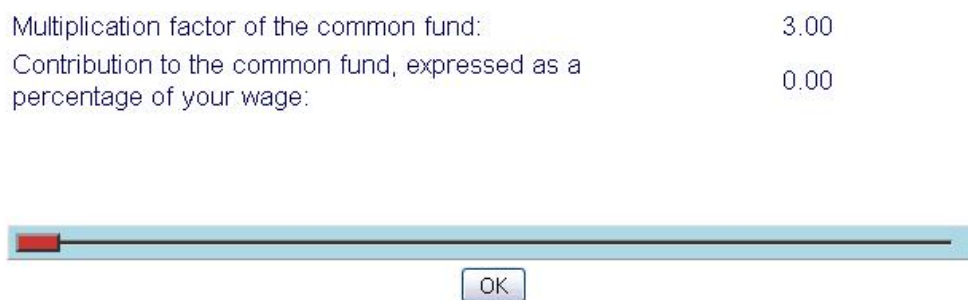 Multiplication factor of the common fund: 3.00
Contribution to the common fund, expressed as a
percentage of your wage: 0.00
OK